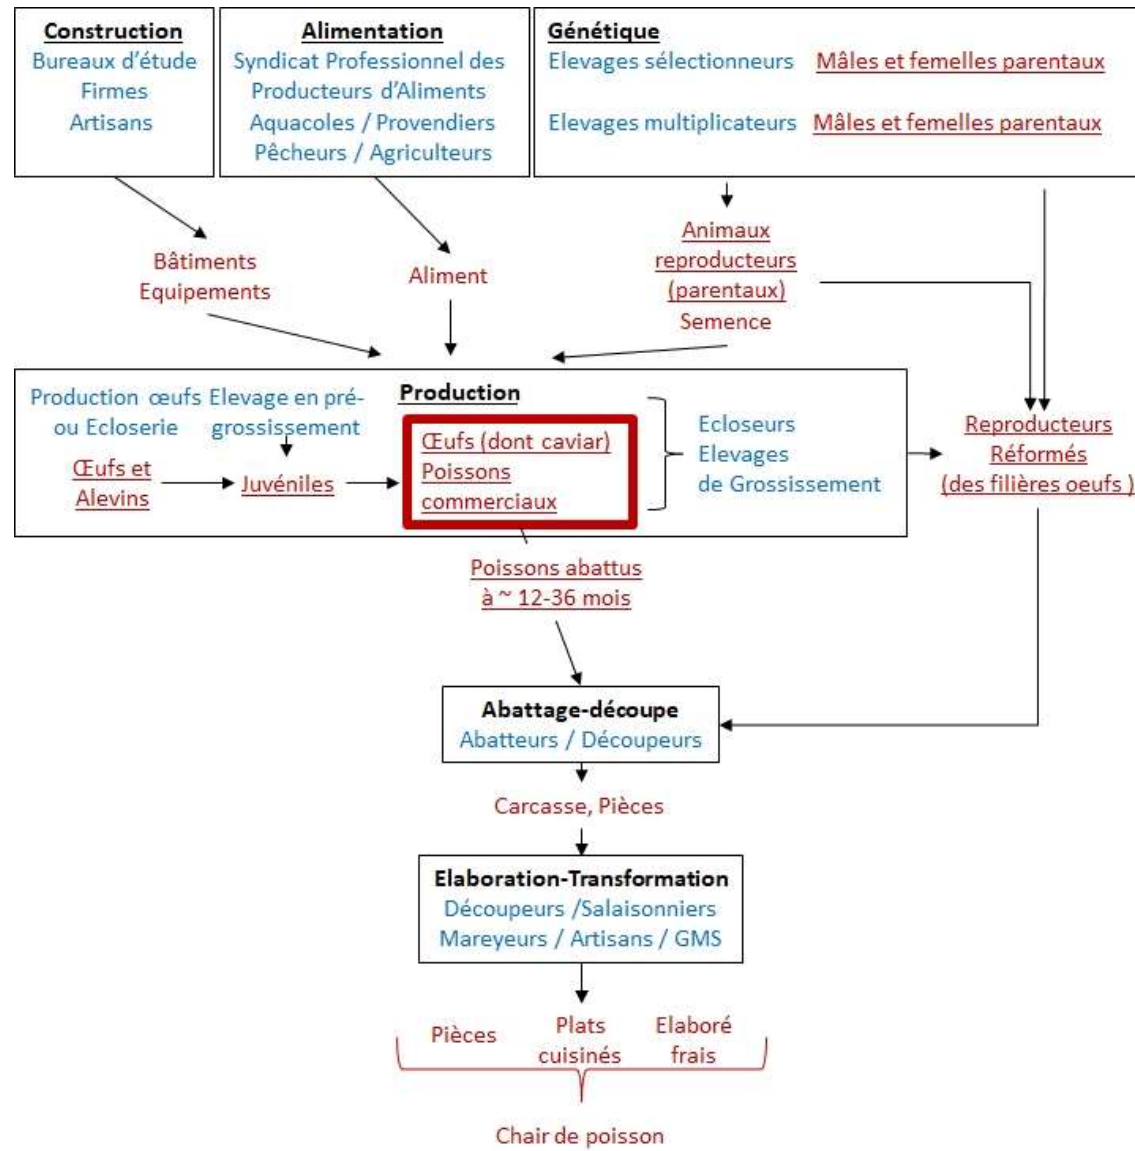 Construction
Bureaux d'étude
Firmes
Artisans
Alimentation
Syndicat Professionnel des
Producteurs d'Aliments
Aquacoles / Provendiers
Pêcheurs / Agriculteurs
Génétique
Elevages sélectionneurs Mâles et femelles parentaux
Elevages multiplicateurs Mâles et femelles parentaux
Bâtiments
Equipements
Aliment
Animaux
reproducteurs
(parentaux)
Semence
Production
Production œufs
ou Ecloserie
Elevage en pré-
grossissement
Œufs et
Alevins
Juvéniles
Œufs (dont caviar)
Poissons
commerciaux
Ecloseurs
Elevages
de Grossissement
Reproducteurs
Réformés
(des filières oeufs )
Poissons abattus
à ~ 12-36 mois
Abattage-découpe
Abatteurs / Découpeurs
Carcasse, Pièces
Elaboration-Transformation
Découpeurs /Salaisonniers
Mareyeurs / Artisans / GMS
Pièces
Plats
cuisinés
Elaboré
frais
Chair de poisson